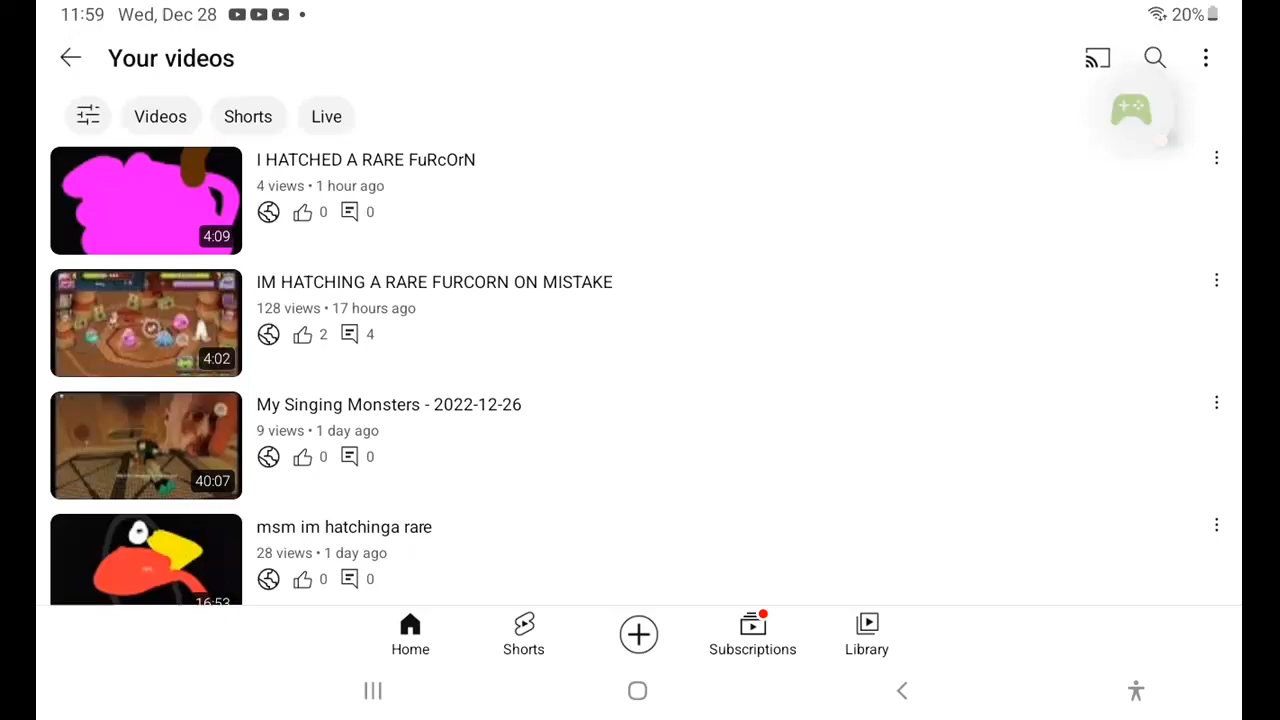 11:59 Wed, Dec 28 20%
Your videos
Videos Shorts Live
I HATCHED A RARE FuRcOrN
4 views • 1 hour ago
0 0
4:09
IM HATCHING A RARE FURCORN ON MISTAKE
128 views • 17 hours ago
2 4
4:02
My Singing Monsters - 2022-12-26
9 views • 1 day ago
0 0
40:07
msm im hatchinga rare
28 views • 1 day ago
0 0
16:53
Home Shorts Subscriptions Library